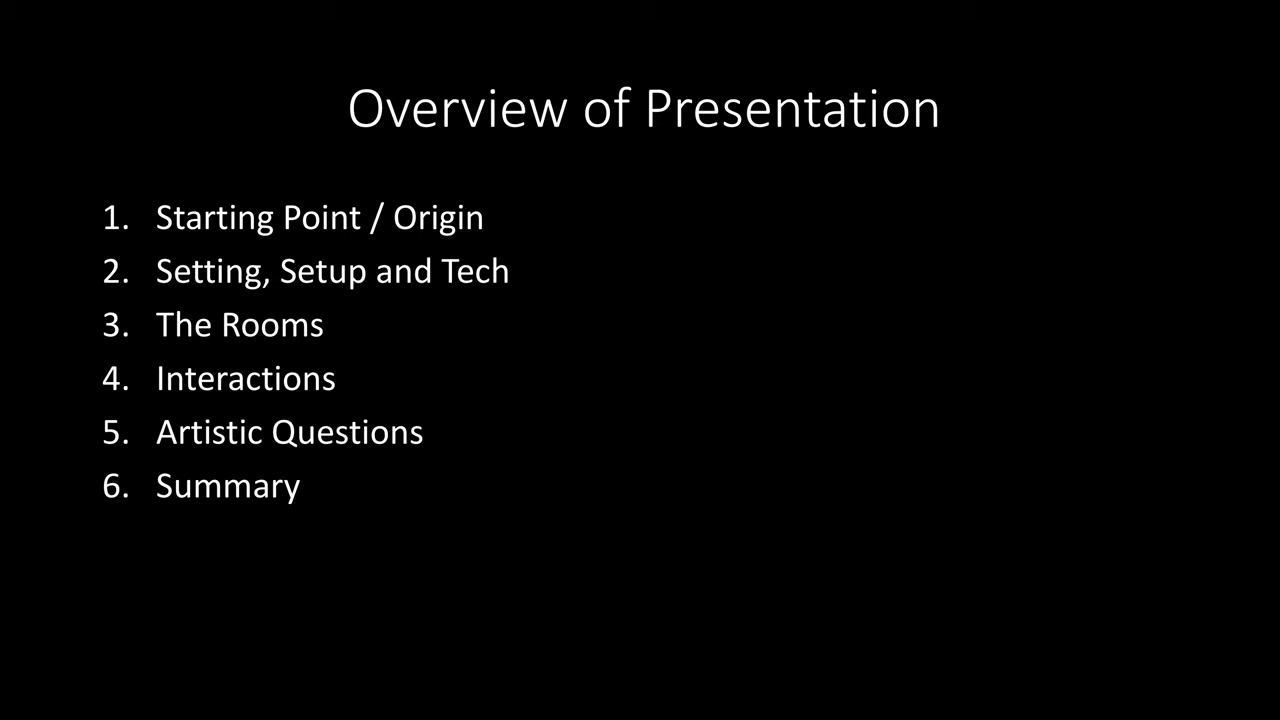 Overview of Presentation
1. Starting Point / Origin
2. Setting, Setup and Tech
3. The Rooms
4. Interactions
5. Artistic Questions
6. Summary